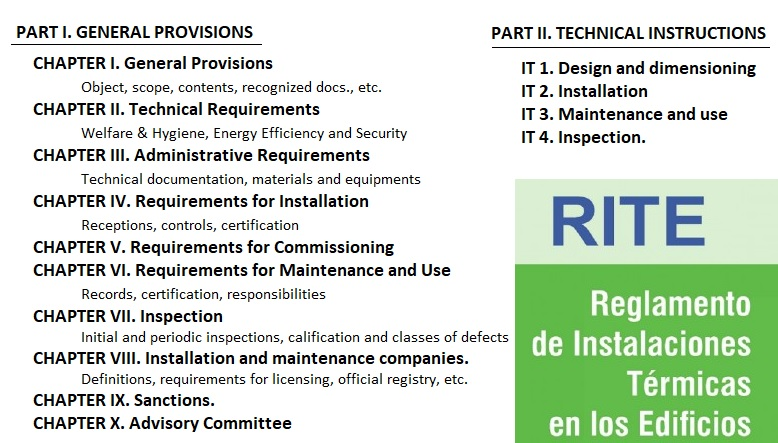 PART I. GENERAL PROVISIONS
CHAPTER I. General Provisions
Object, scope, contents, recognized docs., etc.
CHAPTER II. Technical Requirements
Welfare & Hygiene, Energy Efficiency and Security
CHAPTER III. Administrative Requirements
Technical documentation, materials and equipments
CHAPTER IV. Requirements for Installation
Receptions, controls, certification
CHAPTER V. Requirements for Commissioning
CHAPTER VI. Requirements for Maintenance and Use
Records, certification, responsibilities
CHAPTER VII. Inspection
Initial and periodic inspections, calification and classes of defects
CHAPTER VIII. Installation and maintenance companies.
Definitions, requirements for licensing, official registry, etc.
CHAPTER IX. Sanctions.
CHAPTER X. Advisory Committee
PART II. TECHNICAL INSTRUCTIONS
IT 1. Design and dimensioning
IT 2. Installation
IT 3. Maintenance and use
IT 4. Inspection.
RITE
Reglamento
de Instalaciones
Térmicas
en los Edificios